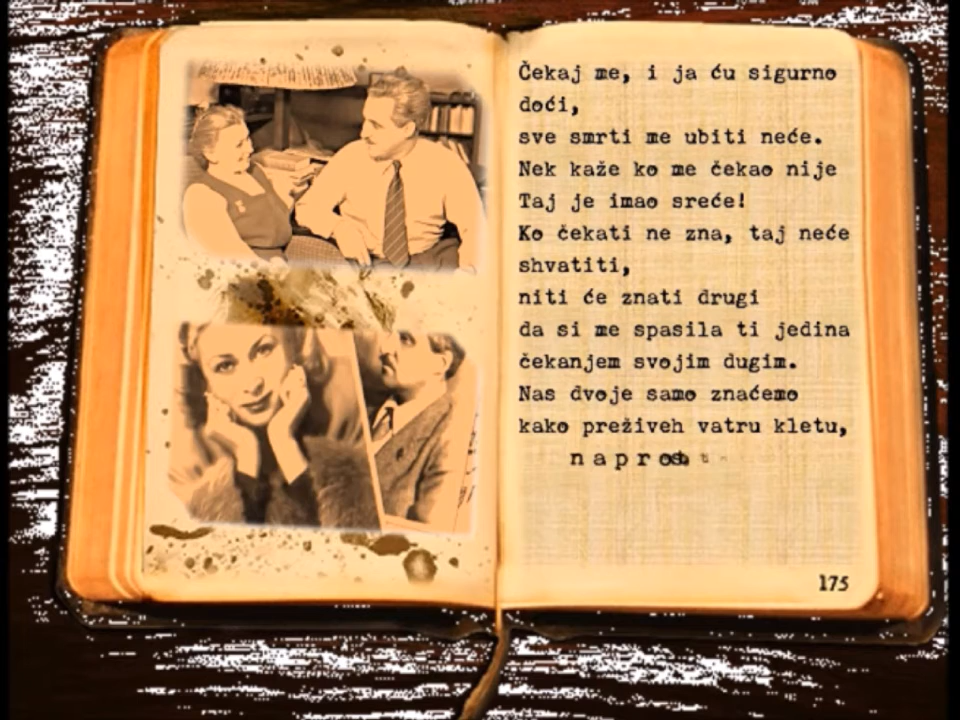 Čekaj me, i ja ću sigurno
doći,
sve smrti me ubiti neće.
Nek kaže ko me čekao nije
Taj je imao sreće!
Ko čekati ne zna, taj neće
shvatiti,
niti će znati drugi
da si me spasila ti jedina
čekanjem svojim dugim.
Nas dvoje samo znaćemo
kako preživeh vatru kletu,
175